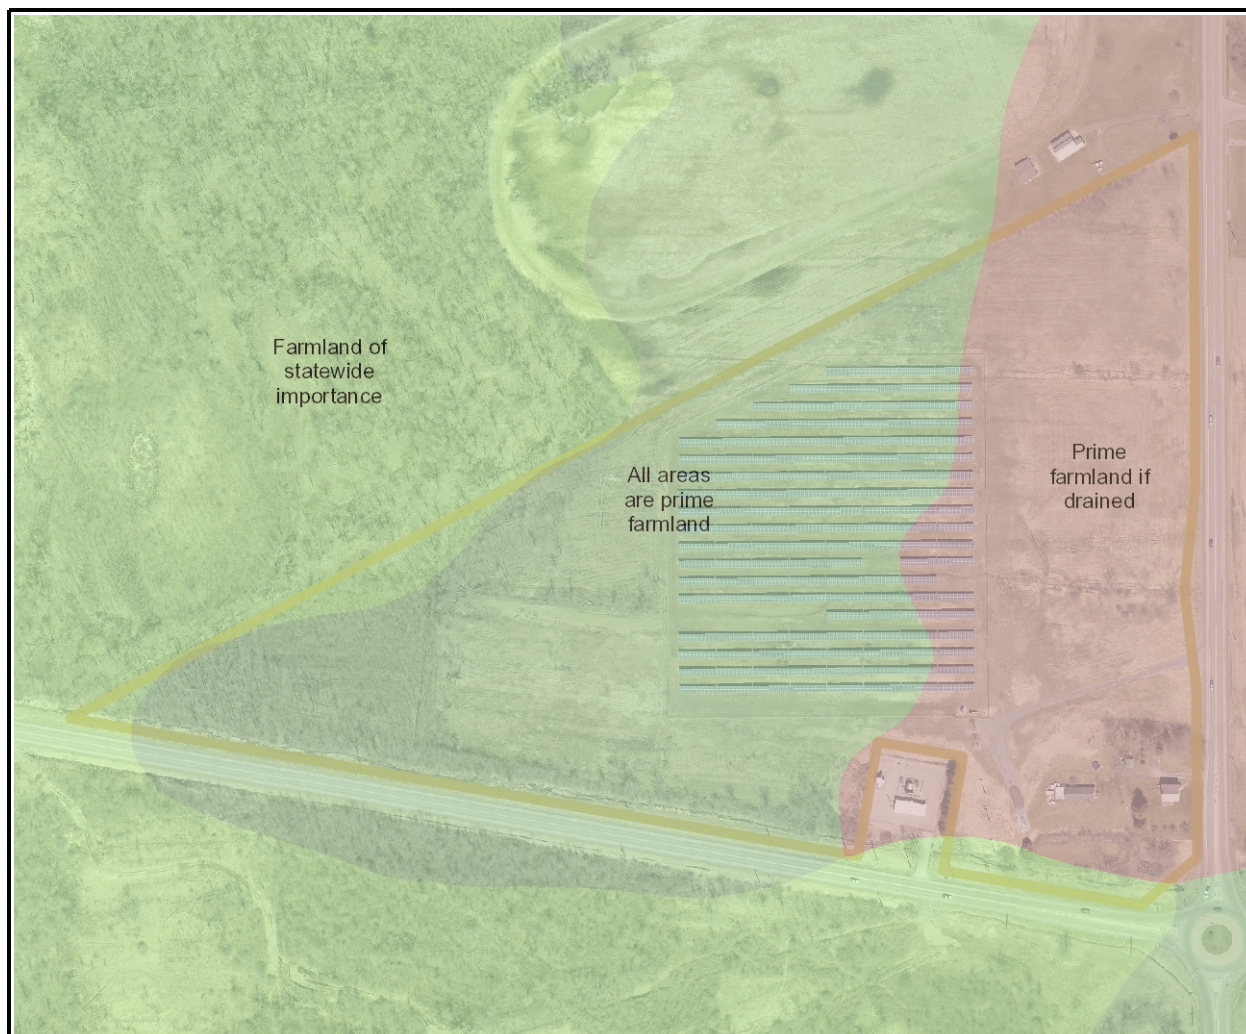 Farmland of
statewide
importance
All areas
are prime
farmland
Prime
farmland if
drained